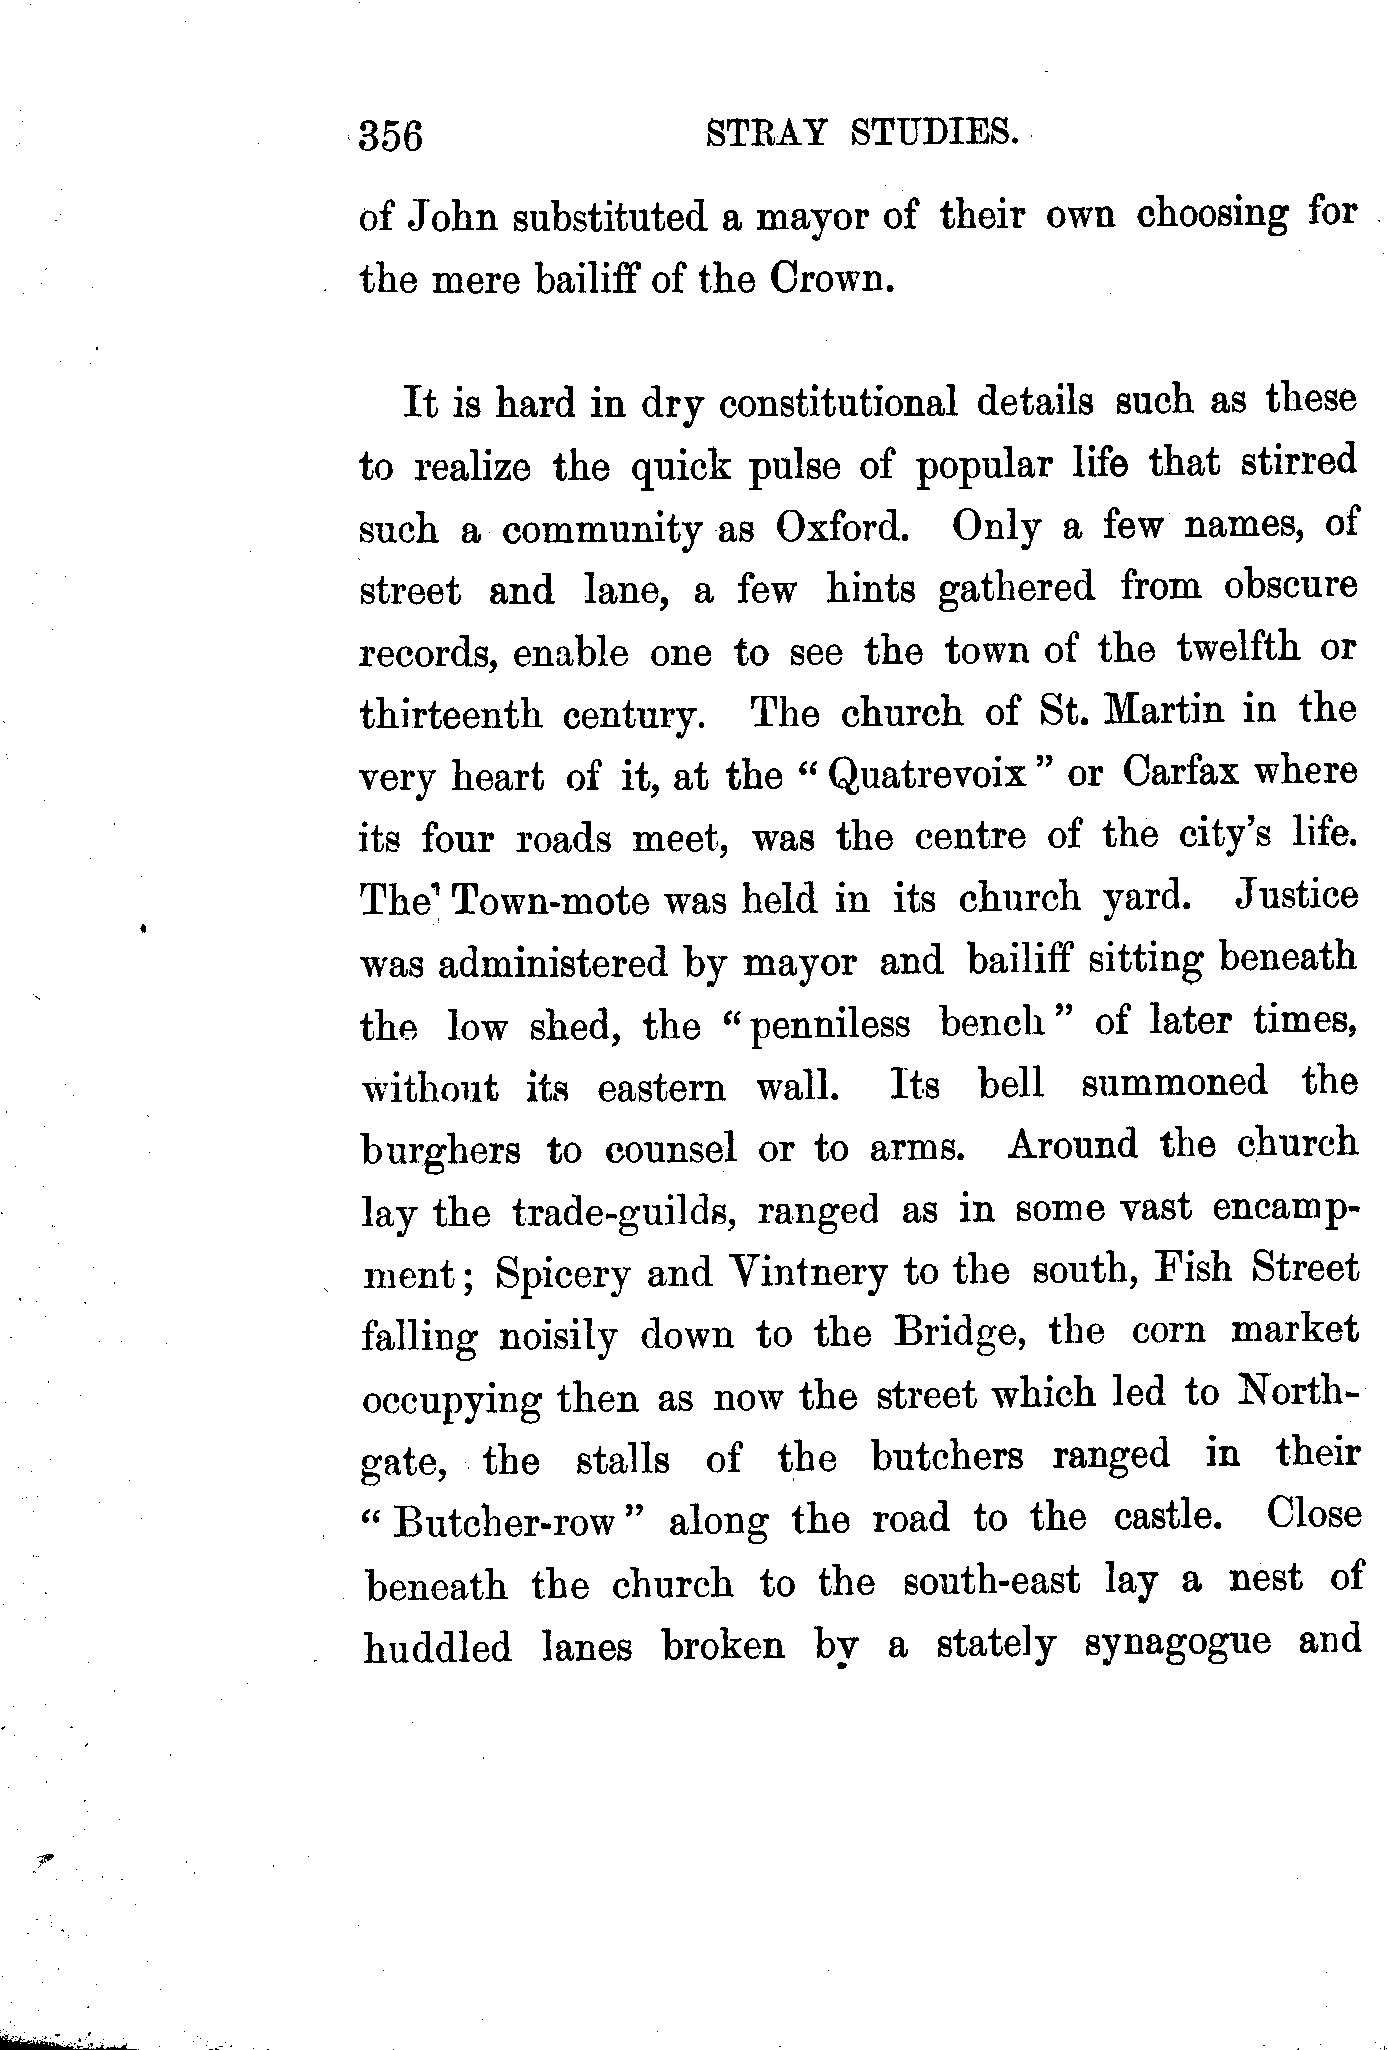 356 STRAY STUDIES.
of John substituted a mayor of their own choosing for
the mere bailiff of the Crown.
It is hard in dry constitutional details such as these
to realize the quick pulse of popular life that stirred
such a community as Oxford. Only a few names, of
street and lane, a few hints gathered from obscure
records, enable one to see the town of the twelfth or
thirteenth century. The church of St. Martin in the
very heart of it, at the “Quatrevoix” or Carfax where
its four roads meet, was the centre of the city’s life.
The Town-mote was held in its church yard. Justice
was administered by mayor and bailiff sitting beneath
the low shed, the “penniless bench” of later times,
without its eastern wall. Its bell summoned the
burghers to counsel or to arms. Around the church
lay the trade-guilds, ranged as in some vast encamp-
ment; Spicery and Vintnery to the south, Fish Street
falling noisily down to the Bridge, the corn market
occupying then as now the street which led to North-
gate, the stalls of the butchers ranged in their
“Butcher-row” along the road to the castle. Close
beneath the church to the south-east lay a nest of
huddled lanes broken by a stately synagogue and